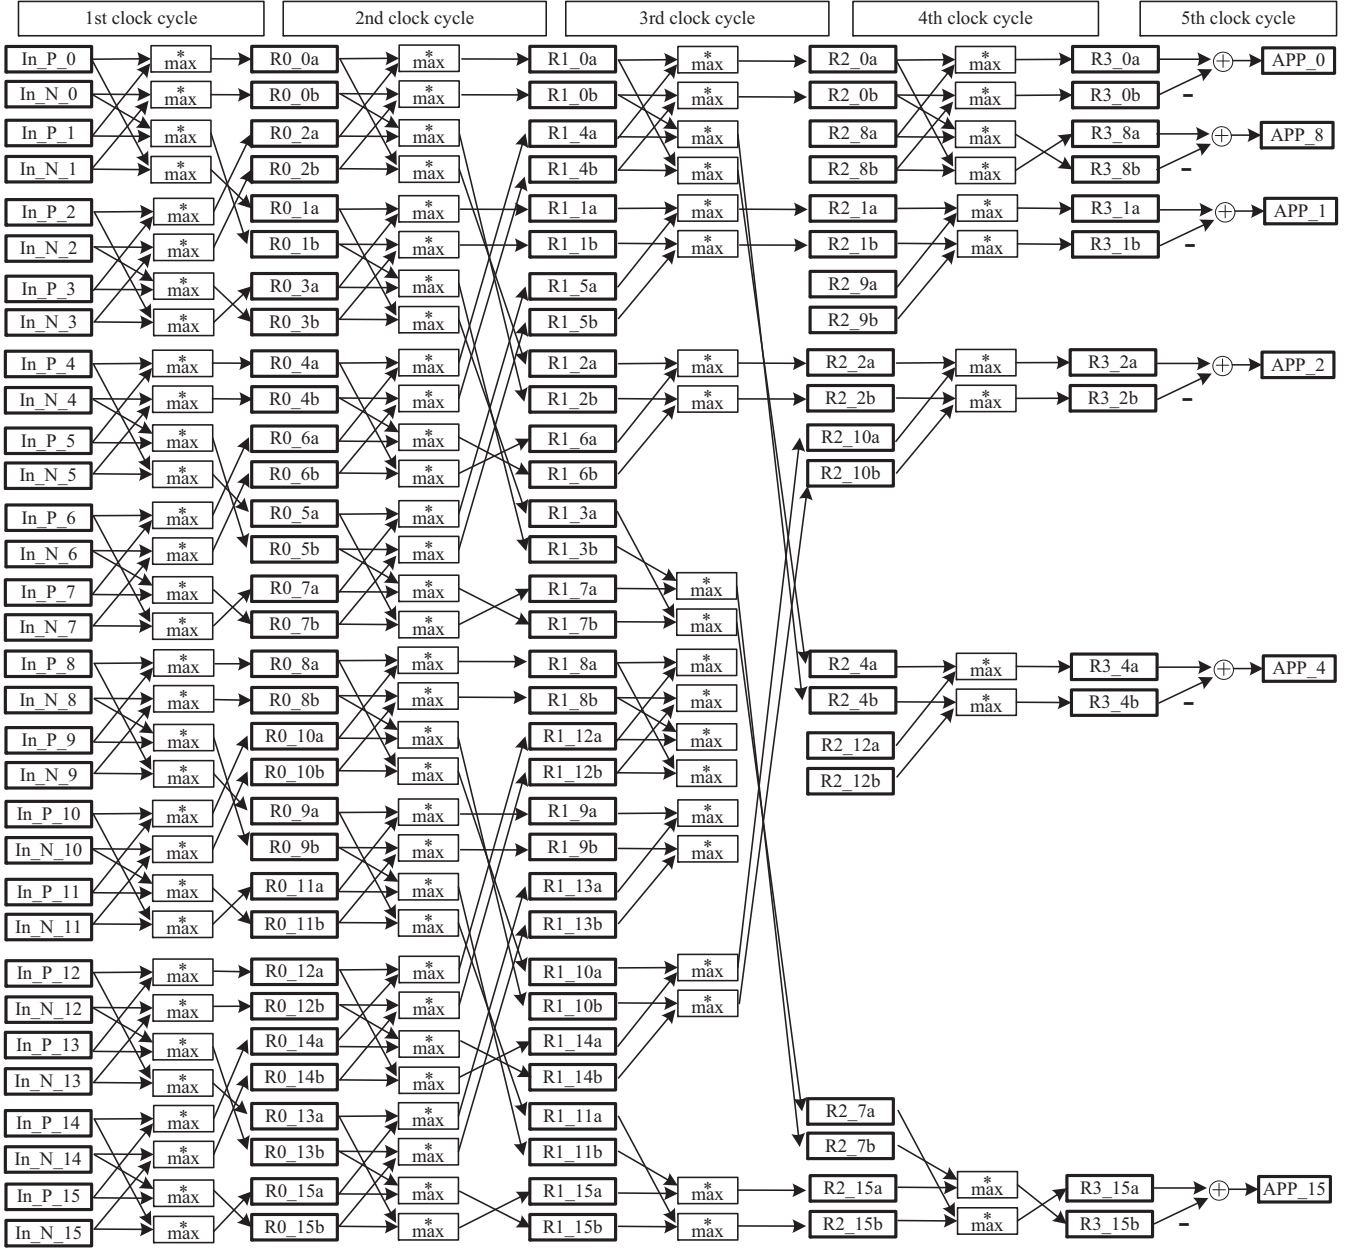 1st clock cycle 2nd clock cycle 3rd clock cycle 4th clock cycle 5th clock cycle
In_P_0 * max R0_0a * max R1_0a * max R2_0a * max R3_0a + APP_0
In_N_0 * max R0_0b * max R1_0b * max R2_0b * max R3_0b −
In_P_1 * max R0_2a * max R1_4a * max R2_8a * max R3_8a + APP_8
In_N_1 * max R0_2b * max R1_4b * max R2_8b * max R3_8b −
In_P_2 * max R0_1a * max R1_1a * max R2_1a * max R3_1a + APP_1
In_N_2 * max R0_1b * max R1_1b * max R2_1b * max R3_1b −
In_P_3 * max R0_3a * max R1_5a R2_9a
In_N_3 * max R0_3b * max R1_5b R2_9b
In_P_4 * max R0_4a * max R1_2a * max R2_2a * max R3_2a + APP_2
In_N_4 * max R0_4b * max R1_2b * max R2_2b * max R3_2b −
In_P_5 * max R0_6a * max R1_6a R2_10a
In_N_5 * max R0_6b * max R1_6b R2_10b
In_P_6 * max R0_5a * max R1_3a
In_N_6 * max R0_5b * max R1_3b
In_P_7 * max R0_7a * max R1_7a * max
In_N_7 * max R0_7b * max R1_7b * max
In_P_8 * max R0_8a * max R1_8a * max R2_4a * max R3_4a + APP_4
In_N_8 * max R0_8b * max R1_8b * max R2_4b * max R3_4b −
In_P_9 * max R0_10a * max R1_12a * max R2_12a
In_N_9 * max R0_10b * max R1_12b * max R2_12b
In_P_10 * max R0_9a * max R1_9a * max
In_N_10 * max R0_9b * max R1_9b * max
In_P_11 * max R0_11a * max R1_13a
In_N_11 * max R0_11b * max R1_13b
In_P_12 * max R0_12a * max R1_10a * max
In_N_12 * max R0_12b * max R1_10b * max
In_P_13 * max R0_14a * max R1_14a
In_N_13 * max R0_14b * max R1_14b
In_P_14 * max R0_13a * max R1_11a R2_7a
In_N_14 * max R0_13b * max R1_11b R2_7b
In_P_15 * max R0_15a * max R1_15a * max R2_15a * max R3_15a + APP_15
In_N_15 * max R0_15b * max R1_15b * max R2_15b * max R3_15b −